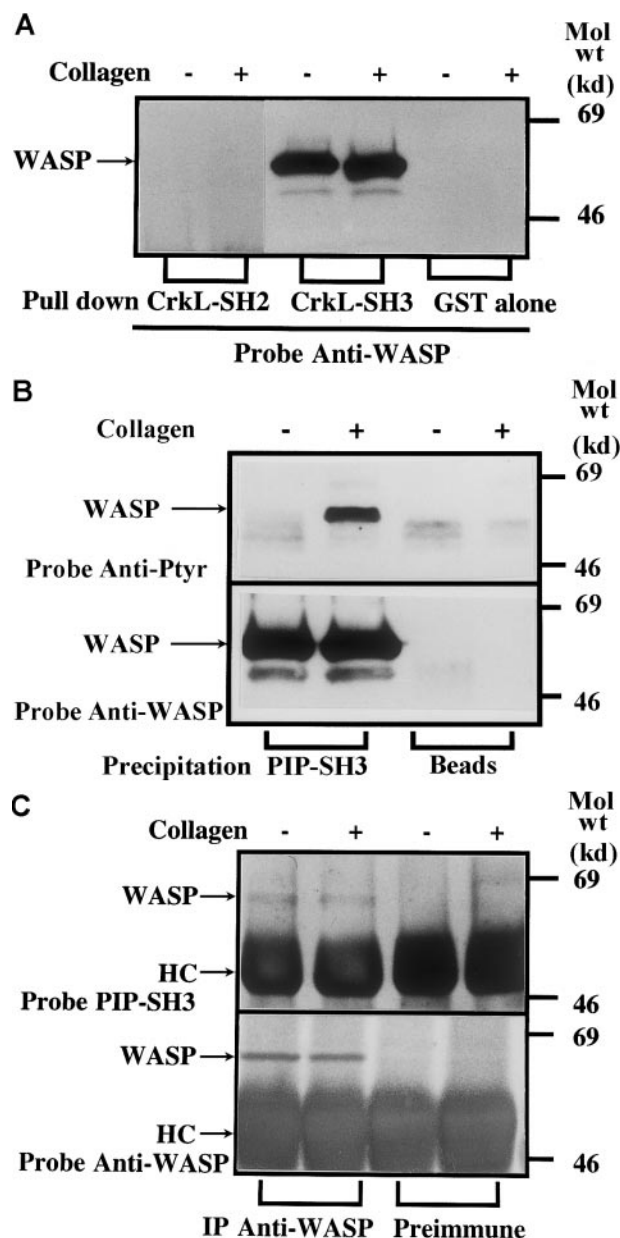 A
Mol
wt
(kd)
Collagen - + - + - +
69
WASP
46
Pull down CrkL-SH2 CrkL-SH3 GST alone
Probe Anti-WASP
B
Mol
wt
(kd)
Collagen - + - +
69
WASP
Probe Anti-Ptyr
46
69
WASP
Probe Anti-WASP
46
Precipitation PIP-SH3 Beads
C
Mol
wt
(kd)
Collagen - + - +
69
WASP
HC
Probe PIP-SH3
46
69
WASP
HC
Probe Anti-WASP
46
IP Anti-WASP Preimmune